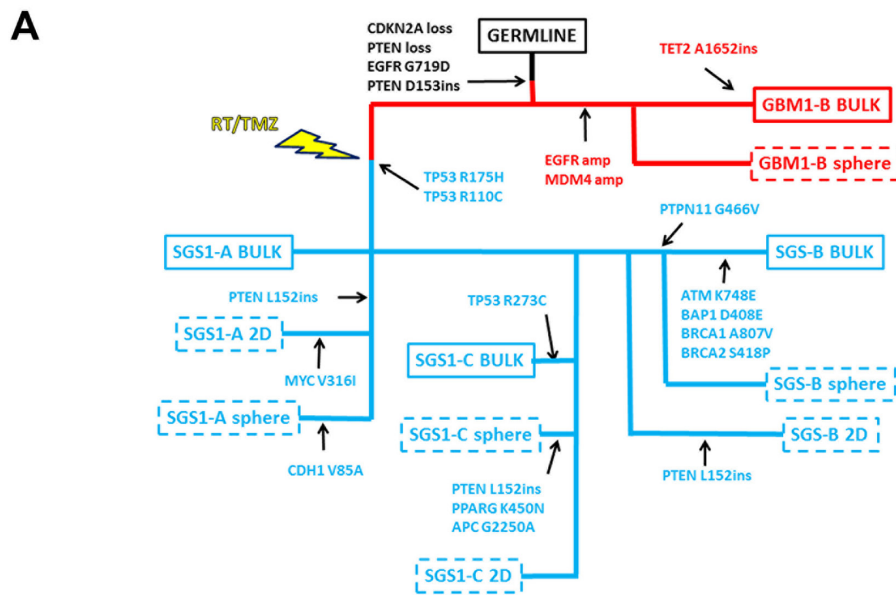 A
CDKN2A loss
PTEN loss
EGFR G719D
PTEN D153ins
GERMLINE
TET2 A1652ins
GBM1-B BULK
RT/TMZ
EGFR amp
MDM4 amp
GBM1-B sphere
TP53 R175H
TP53 R110C
PTPN11 G466V
SGS1-A BULK
SGS-B BULK
PTEN L152ins
TP53 R273C
ATM K748E
BAP1 D408E
BRCA1 A807V
BRCA2 S418P
SGS1-A 2D
SGS1-C BULK
MYC V316I
SGS-B sphere
SGS1-A sphere
SGS1-C sphere
SGS-B 2D
CDH1 V85A
PTEN L152ins
PPARG K450N
APC G2250A
PTEN L152ins
SGS1-C 2D